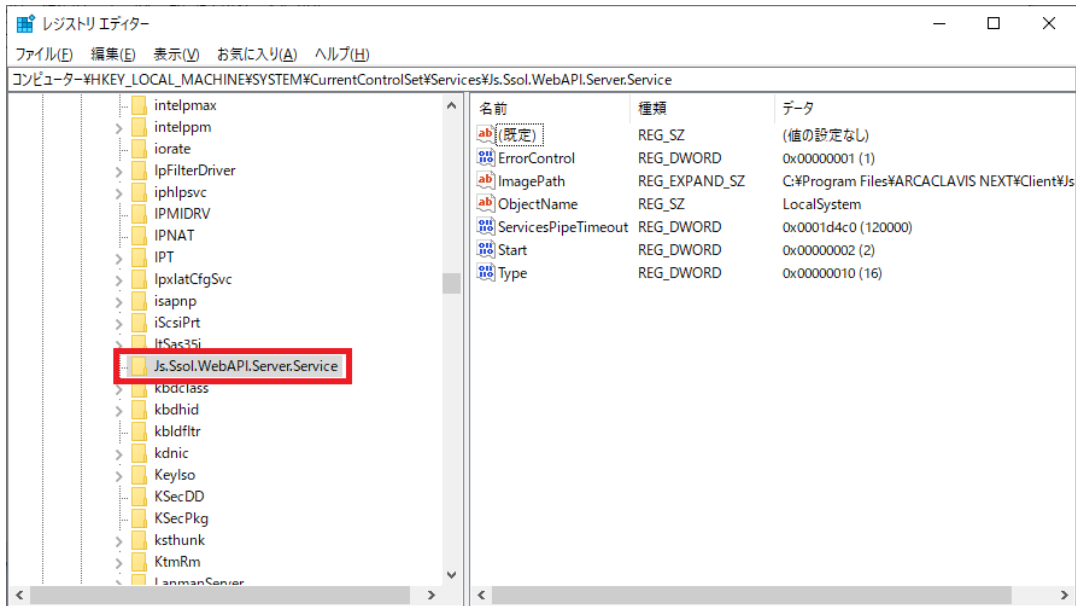 レジストリ エディター
ファイル(F) 編集(E) 表示(V) お気に入り(A) ヘルプ(H)
コンピューター¥HKEY_LOCAL_MACHINE¥SYSTEM¥CurrentControlSet¥Services¥Js.Ssol.WebAPI.Server.Service
intelpmax
intelppm
iorate
IpFilterDriver
iphlpsvc
IPMIDRV
IPNAT
IPT
IpxlatCfgSvc
isapnp
iScsiPrt
ItSas35i
Js.Ssol.WebAPI.Server.Service
kbdclass
kbdhid
kbldfltr
kdnic
KeyIso
KSecDD
KSecPkg
ksthunk
KtmRm
LanmanServer
名前 種類 データ
(既定) REG_SZ (値の設定なし)
ErrorControl REG_DWORD 0x00000001 (1)
ImagePath REG_EXPAND_SZ C:¥Program Files¥ARCACLAVIS NEXT¥Client¥Js
ObjectName REG_SZ LocalSystem
ServicesPipeTimeout REG_DWORD 0x0001d4c0 (120000)
Start REG_DWORD 0x00000002 (2)
Type REG_DWORD 0x00000010 (16)